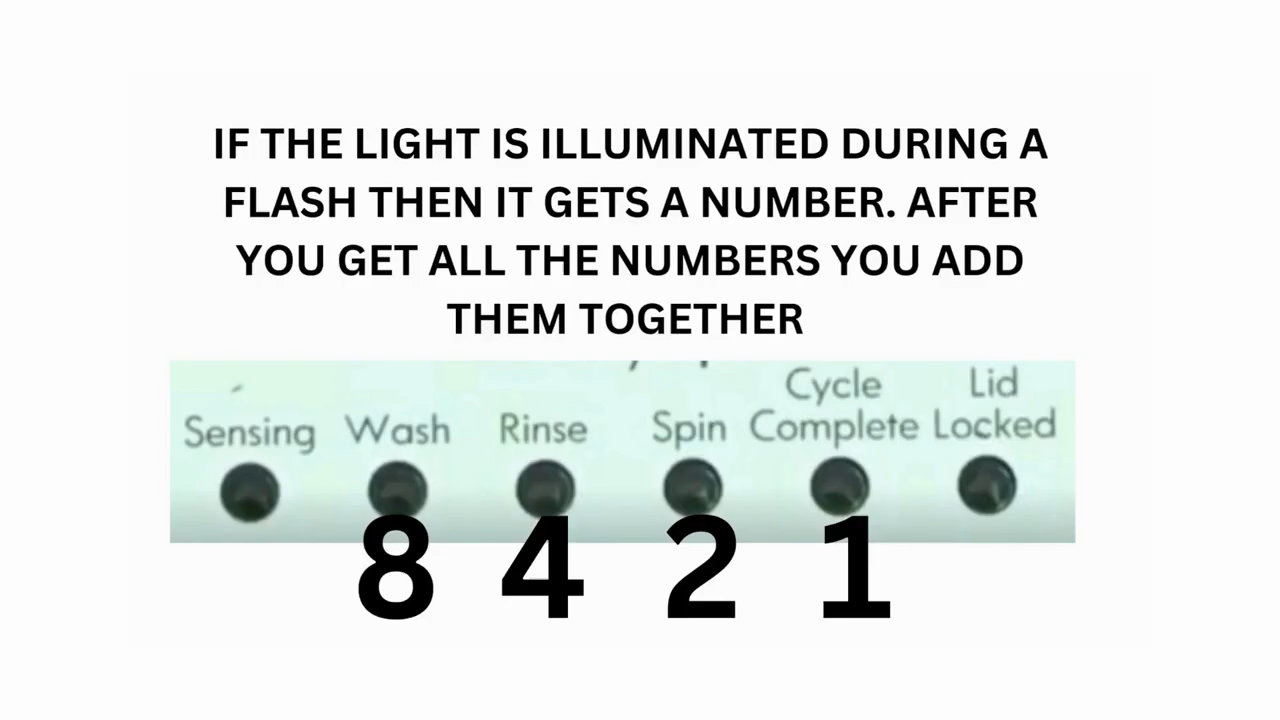 IF THE LIGHT IS ILLUMINATED DURING A
FLASH THEN IT GETS A NUMBER. AFTER
YOU GET ALL THE NUMBERS YOU ADD
THEM TOGETHER
Sensing Wash Rinse Spin Cycle Complete Lid Locked
8 4 2 1